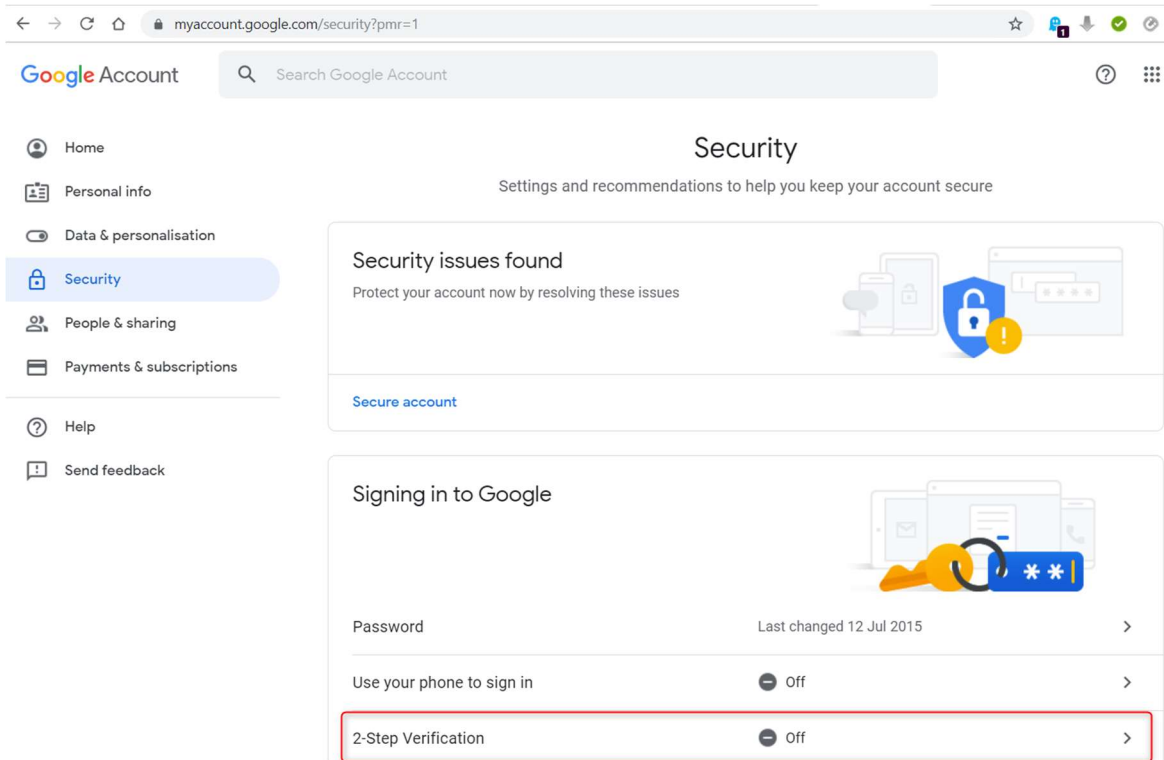 myaccount.google.com/security?pmr=1
1
Google Account
Search Google Account
Home
Personal info
Data & personalisation
Security
People & sharing
Payments & subscriptions
Help
Send feedback
Security
Settings and recommendations to help you keep your account secure
Security issues found
Protect your account now by resolving these issues
Secure account
Signing in to Google
Password Last changed 12 Jul 2015
Use your phone to sign in Off
2-Step Verification Off